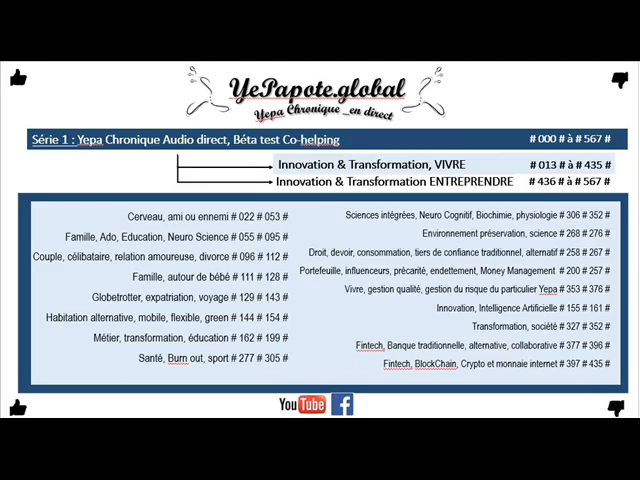 YePapote.global
Yepa Chronique _en direct
Série 1 : Yepa Chronique Audio direct, Béta test Co-helping # 000 # à # 567 #
Innovation & Transformation, VIVRE # 013 # à # 435 #
Innovation & Transformation ENTREPRENDRE # 436 # à # 567 #
Cerveau, ami ou ennemi # 022 # 053 #
Famille, Ado, Education, Neuro Science # 055 # 095 #
Couple, célibataire, relation amoureuse, divorce # 096 # 112 #
Famille, autour de bébé # 111 # 128 #
Globetrotter, expatriation, voyage # 129 # 143 #
Habitation alternative, mobile, flexible, green # 144 # 154 #
Métier, transformation, éducation # 162 # 199 #
Santé, Burn out, sport # 277 # 305 #
Sciences intégrées, Neuro Cognitif, Biochimie, physiologie # 306 # 352 #
Environnement préservation, science # 268 # 276 #
Droit, devoir, consommation, tiers de confiance traditionnel, alternatif # 258 # 267 #
Portefeuille, influenceurs, précarité, endettement, Money Management # 200 # 257 #
Vivre, gestion qualité, gestion du risque du particulier Yepa # 353 # 376 #
Innovation, Intelligence Artificielle # 155 # 161 #
Transformation, société # 327 # 352 #
Fintech, Banque traditionnelle, alternative, collaborative # 377 # 396 #
Fintech, BlockChain, Crypto et monnaie internet # 397 # 435 #
YouTube f